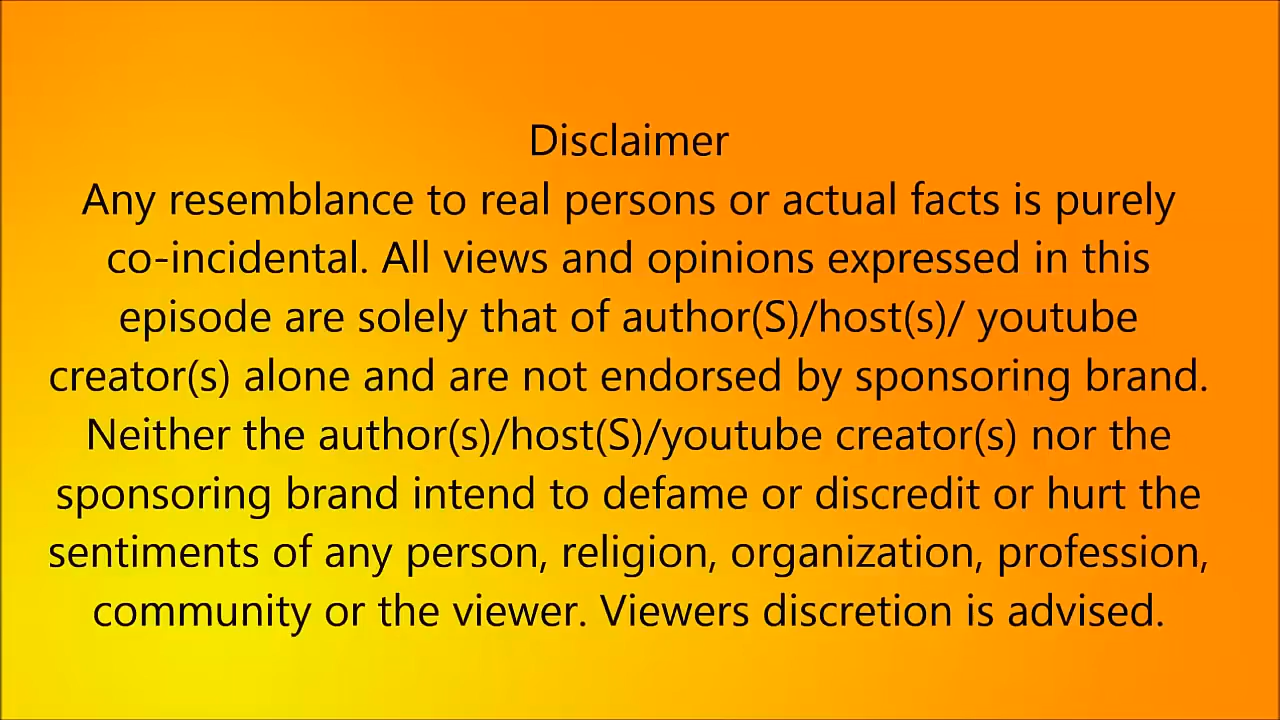 Disclaimer
Any resemblance to real persons or actual facts is purely
co-incidental. All views and opinions expressed in this
episode are solely that of author(S)/host(s)/ youtube
creator(s) alone and are not endorsed by sponsoring brand.
Neither the author(s)/host(S)/youtube creator(s) nor the
sponsoring brand intend to defame or discredit or hurt the
sentiments of any person, religion, organization, profession,
community or the viewer. Viewers discretion is advised.